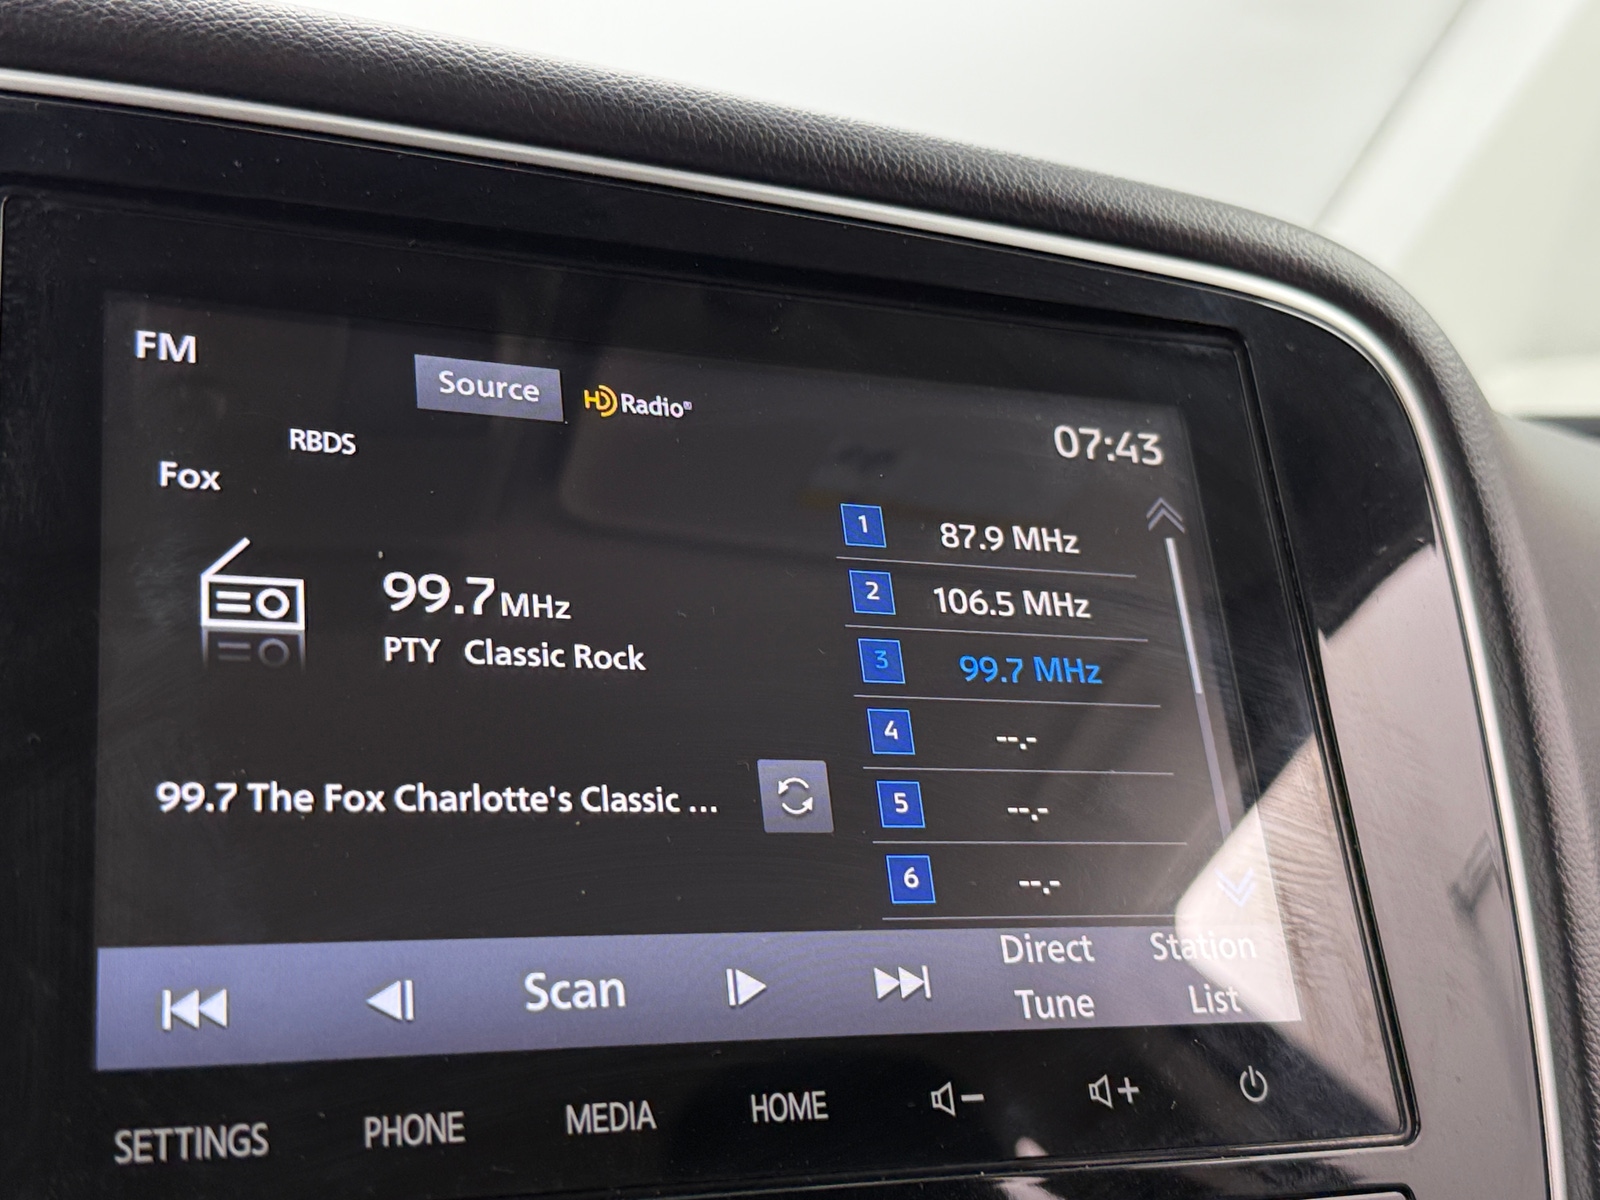 FM
Source
HD Radio®
07:43
RBDS
Fox
99.7 MHz
PTY Classic Rock
99.7 The Fox Charlotte's Classic ...
1 87.9 MHz
2 106.5 MHz
3 99.7 MHz
4 --.-
5 --.-
6 --.-
Scan
Direct
Tune
Station
List
SETTINGS
PHONE
MEDIA
HOME